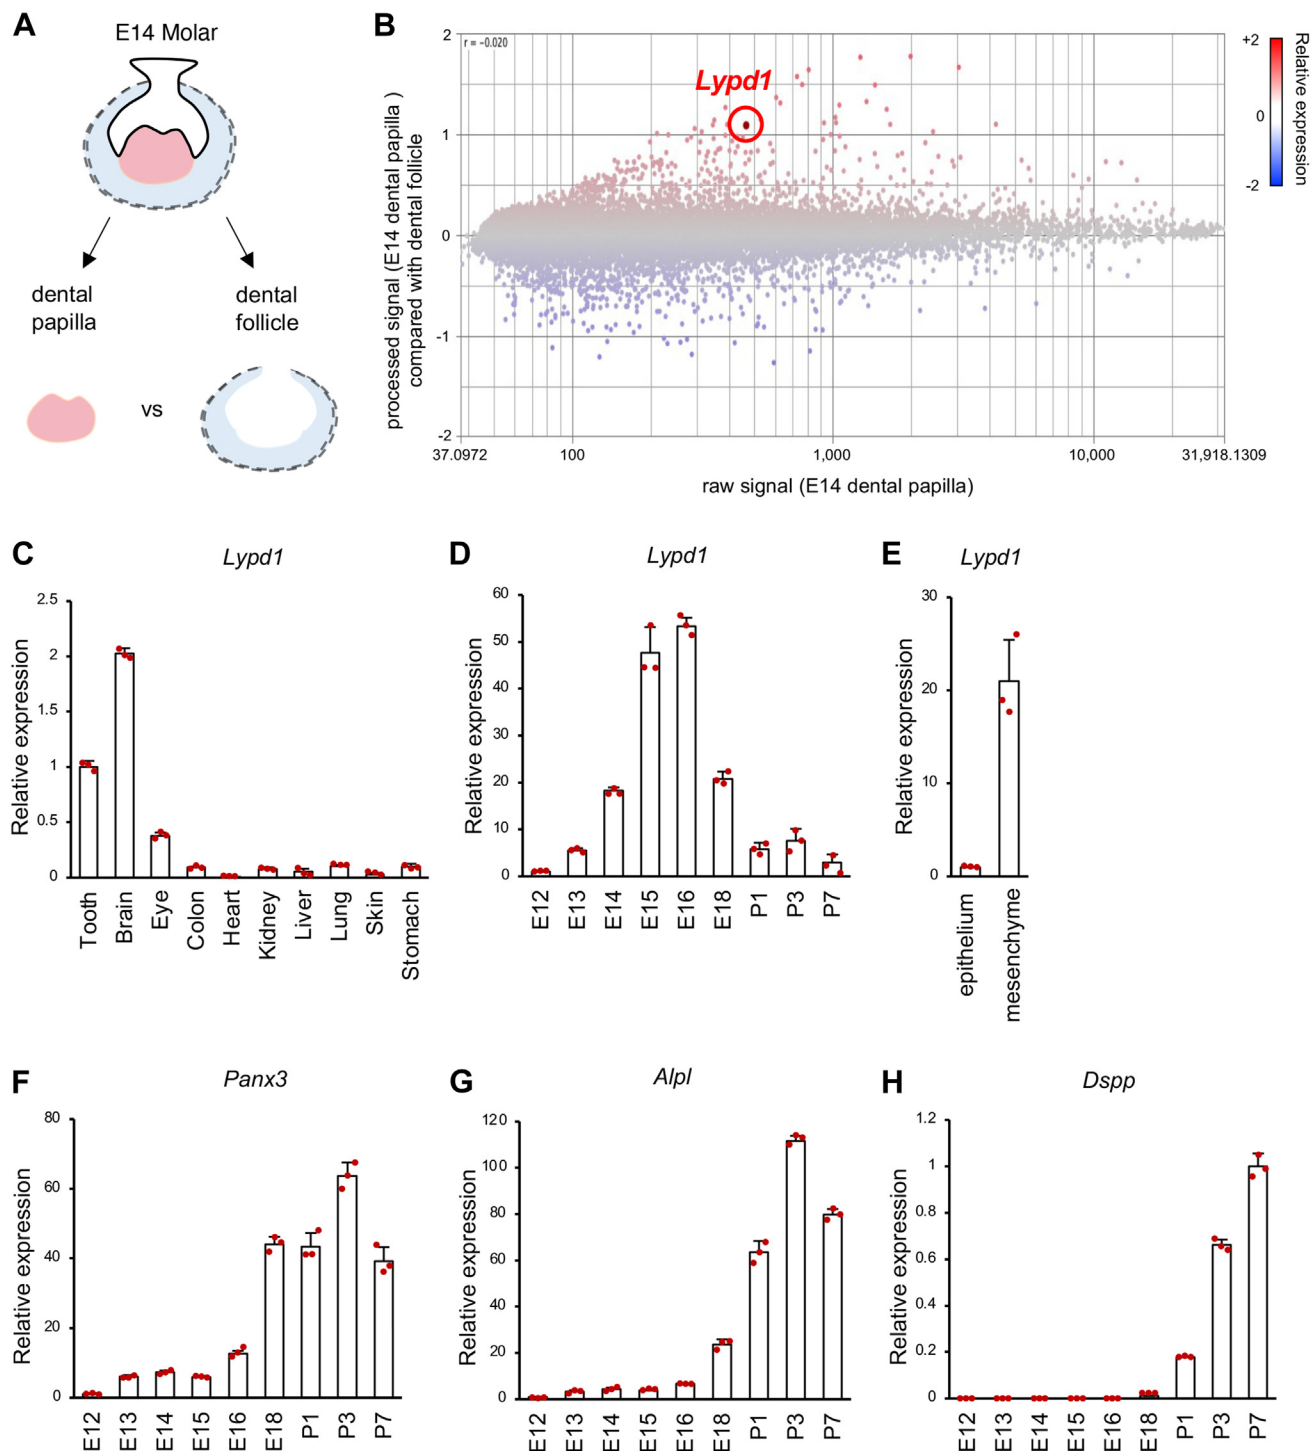 A
E14 Molar
dental
papilla
dental
follicle
vs
B
r = −0.020
Lypd1
processed signal (E14 dental papilla )
compared with dental follicle
2
1
0
-1
-2
37.0972
100
1,000
10,000
31,918.1309
raw signal (E14 dental papilla)
+2
0
-2
Relative expression
C
Lypd1
Relative expression
2.5
2
1.5
1
0.5
0
Tooth
Brain
Eye
Colon
Heart
Kidney
Liver
Lung
Skin
Stomach
D
Lypd1
Relative expression
60
50
40
30
20
10
0
E12
E13
E14
E15
E16
E18
P1
P3
P7
E
Lypd1
Relative expression
30
20
10
0
epithelium
mesenchyme
F
Panx3
Relative expression
80
60
40
20
0
E12
E13
E14
E15
E16
E18
P1
P3
P7
G
Alpl
Relative expression
120
100
80
60
40
20
0
E12
E13
E14
E15
E16
E18
P1
P3
P7
H
Dspp
Relative expression
1.2
1
0.8
0.6
0.4
0.2
0
E12
E13
E14
E15
E16
E18
P1
P3
P7